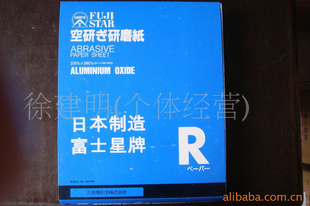 FUJI
STAR
空研ぎ研磨紙
ABRASIVE
PAPER SHEET
ALUMINIUM OXIDE
徐建明(个体经营)
日本制造
富士星牌
R
ペーパー
alibaba.com.cn